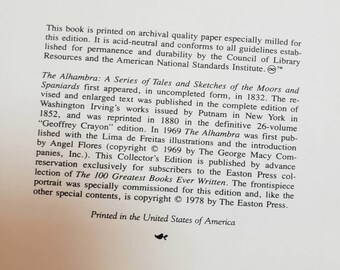 This book is printed on archival quality paper especially milled for
this edition. It is acid-neutral and conforms to all guidelines estab-
lished for permanence and durability by the Council of Library
Resources and the American National Standards Institute. ∞™
The Alhambra: A Series of Tales and Sketches of the Moors and
Spaniards first appeared, in uncompleted form, in 1832. The re-
vised and enlarged text was published in the complete edition of
Washington Irving's works issued by Putnam in New York in
1852, and was reprinted in 1880 in the definitive 26-volume
"Geoffrey Crayon" edition. In 1969 The Alhambra was first pub-
lished with the Lima de Freitas illustrations and the introduction
by Angel Flores (copyright © 1969 by The George Macy Com-
panies, Inc.). This Collector's Edition is published by advance
reservation exclusively for subscribers to the Easton Press col-
lection of The 100 Greatest Books Ever Written. The frontispiece
portrait was specially commissioned for this edition and, like the
other special contents, is copyright © 1978 by The Easton Press.
Printed in the United States of America